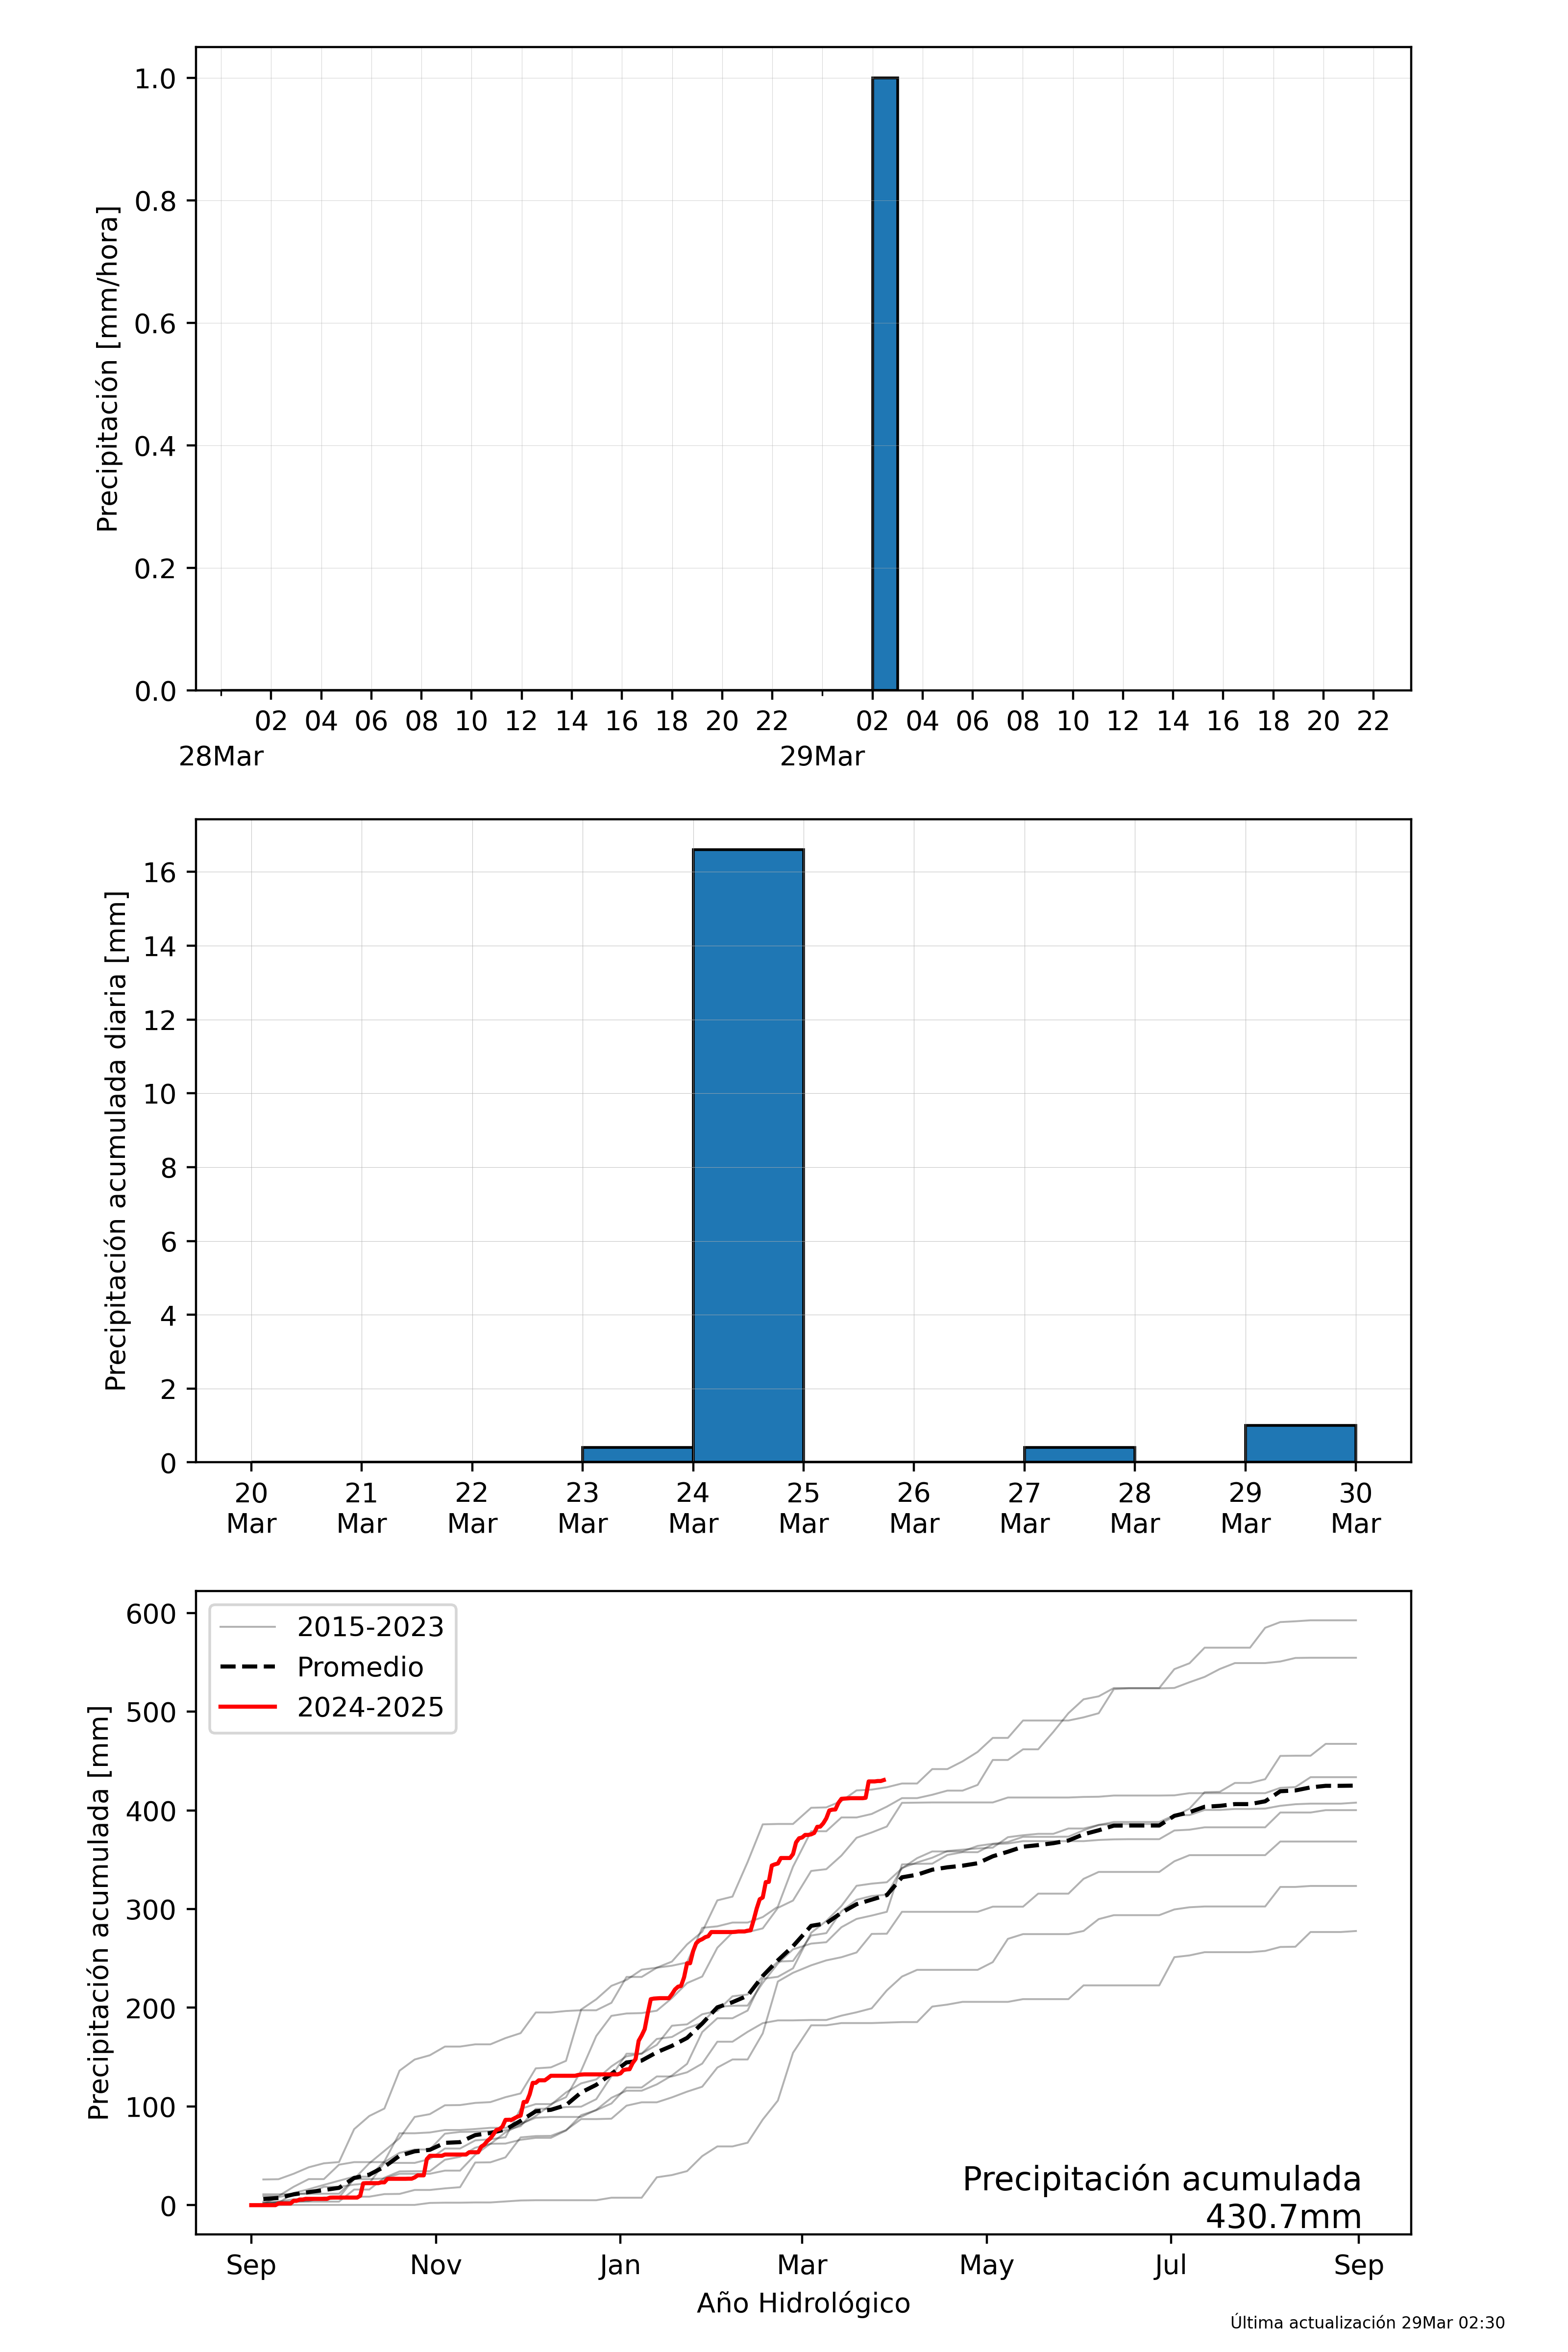 Precipitación [mm/hora]
1.0
0.8
0.6
0.4
0.2
0.0
02 04 06 08 10 12 14 16 18 20 22 02 04 06 08 10 12 14 16 18 20 22
28Mar 29Mar
Precipitación acumulada diaria [mm]
16
14
12
10
8
6
4
2
0
20 21 22 23 24 25 26 27 28 29 30
Mar Mar Mar Mar Mar Mar Mar Mar Mar Mar Mar
Precipitación acumulada [mm]
600
500
400
300
200
100
0
2015-2023
Promedio
2024-2025
Precipitación acumulada
430.7mm
Sep Nov Jan Mar May Jul Sep
Año Hidrológico
Última actualización 29Mar 02:30